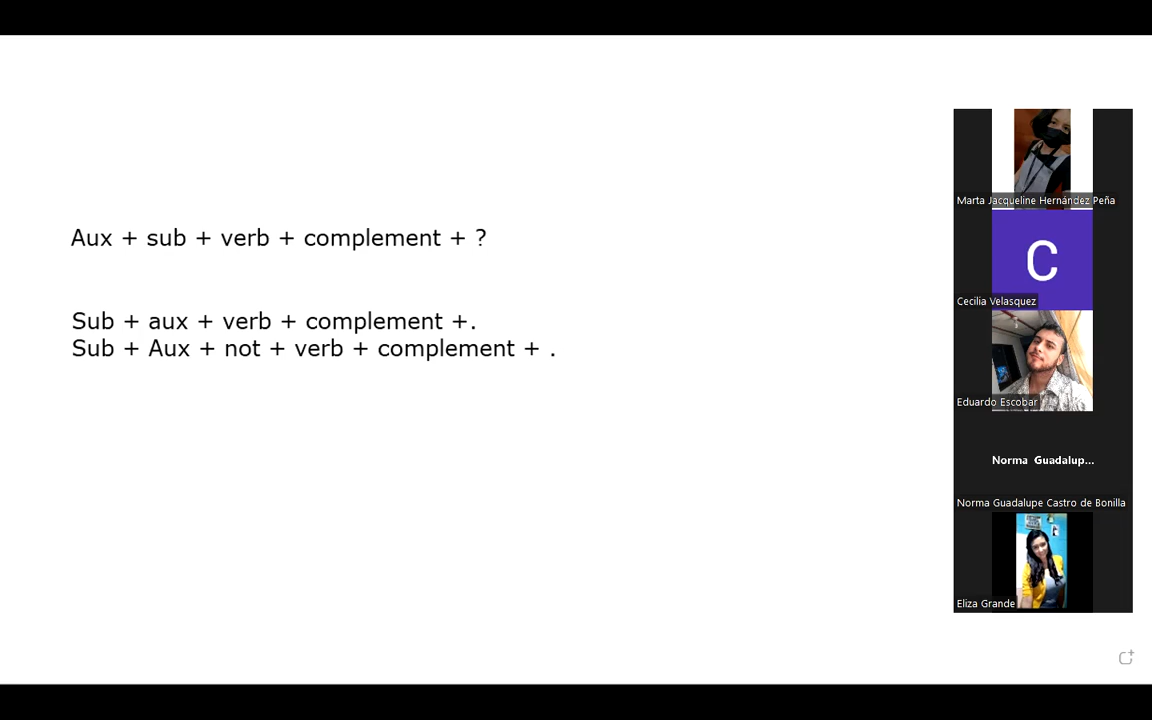 Aux + sub + verb + complement + ?
Sub + aux + verb + complement +.
Sub + Aux + not + verb + complement + .
Marta Jacqueline Hernández Peña
C
Cecilia Velasquez
Eduardo Escobar
Norma Guadalup...
Norma Guadalupe Castro de Bonilla
Eliza Grande